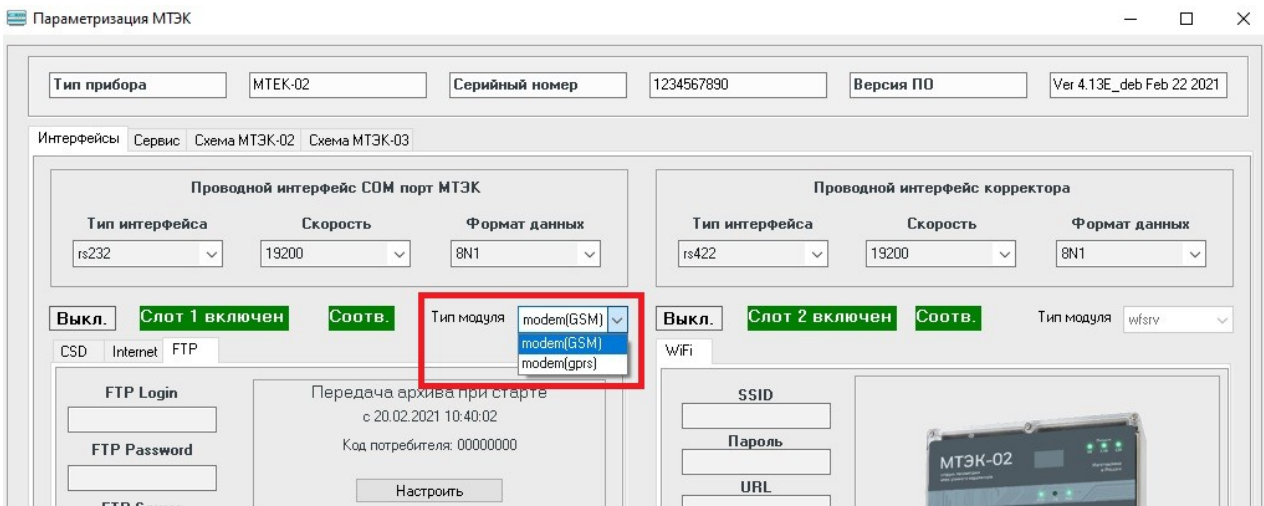 Параметризация МТЭК
Тип прибора MTEK-02 Серийный номер 1234567890 Версия ПО Ver 4.13E_deb Feb 22 2021
Интерфейсы Сервис Схема МТЭК-02 Схема МТЭК-03
Проводной интерфейс COM порт МТЭК
Тип интерфейса Скорость Формат данных
rs232 19200 8N1
Проводной интерфейс корректора
Тип интерфейса Скорость Формат данных
rs422 19200 8N1
Выкл. Слот 1 включен Соотв. Тип модуля modem(GSM)
modem(GSM)
modem(gprs)
CSD Internet FTP
FTP Login
FTP Password
Передача архива при старте
с 20.02.2021 10:40:02
Код потребителя: 00000000
Настроить
Выкл. Слот 2 включен Соотв. Тип модуля wfsrv
WiFi
SSID
Пароль
URL
МТЭК-02